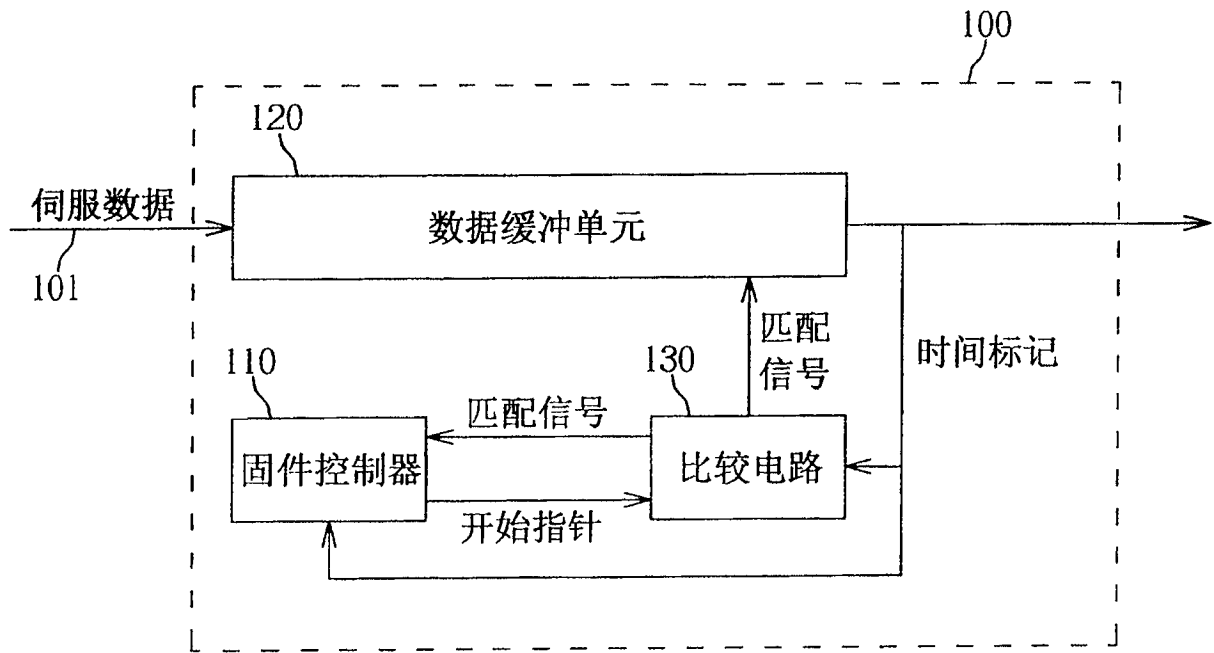 100
120
伺服数据
101
数据缓冲单元
匹配
信号
时间标记
110
130
匹配信号
固件控制器
比较电路
开始指针